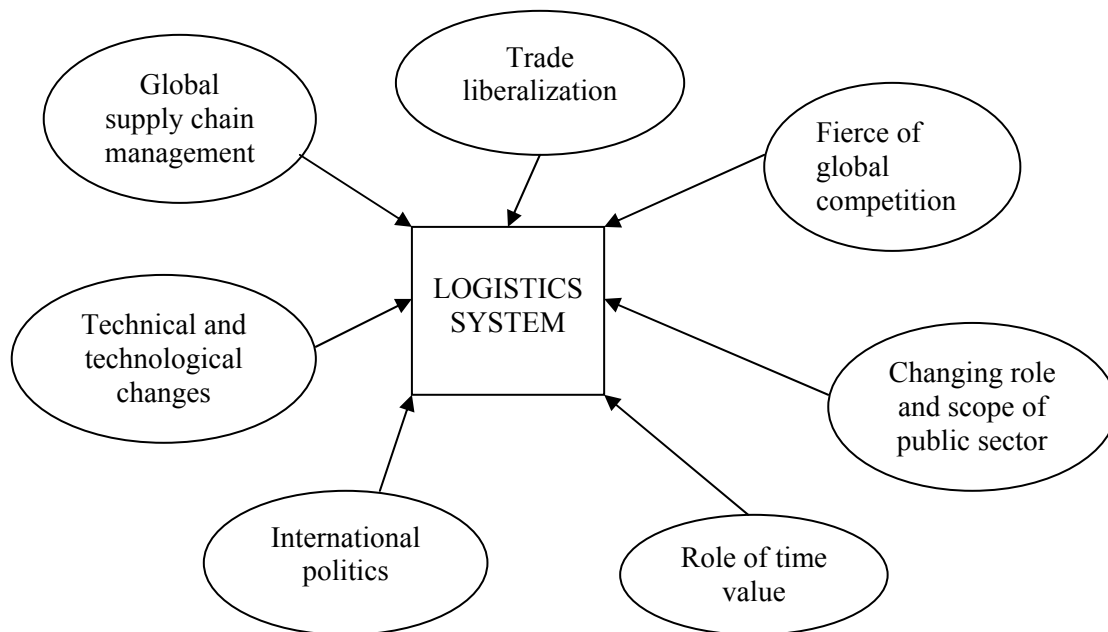 Trade
liberalization
Global
supply chain
management
Fierce of
global
competition
LOGISTICS
SYSTEM
Technical and
technological
changes
Changing role
and scope of
public sector
International
politics
Role of time
value